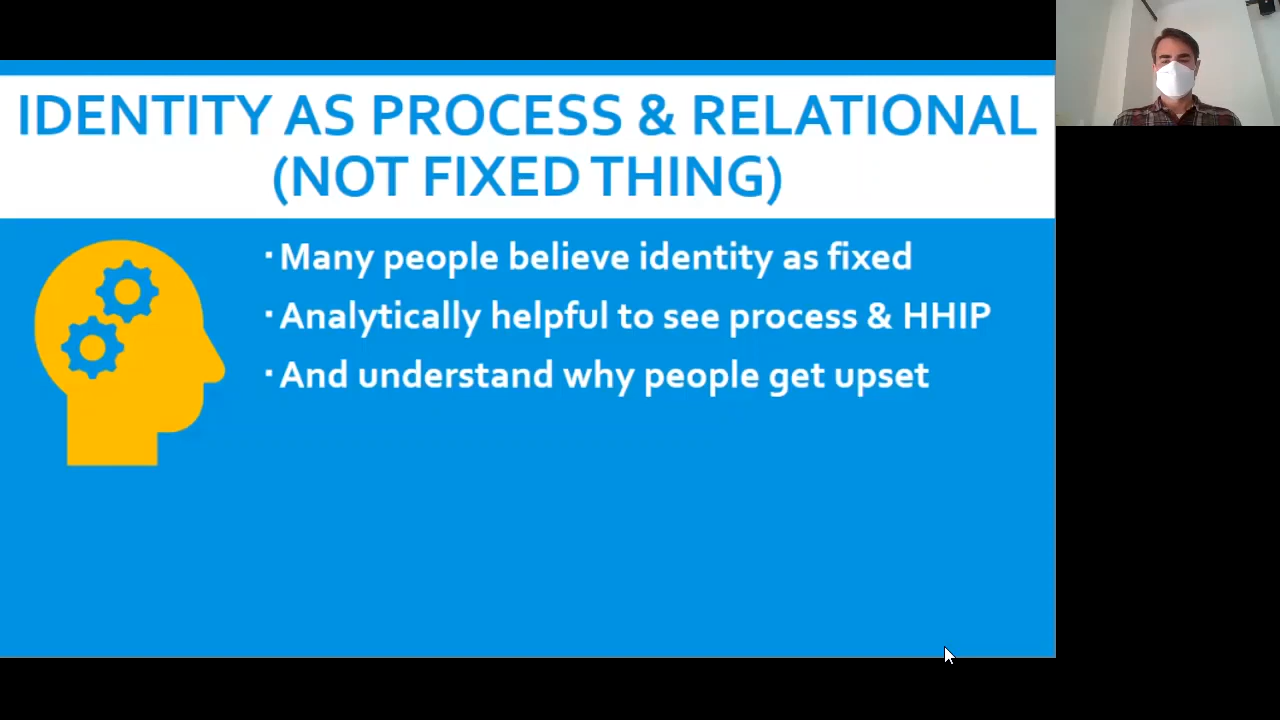 IDENTITY AS PROCESS & RELATIONAL
(NOT FIXED THING)
▪ Many people believe identity as fixed
▪ Analytically helpful to see process & HHIP
▪ And understand why people get upset